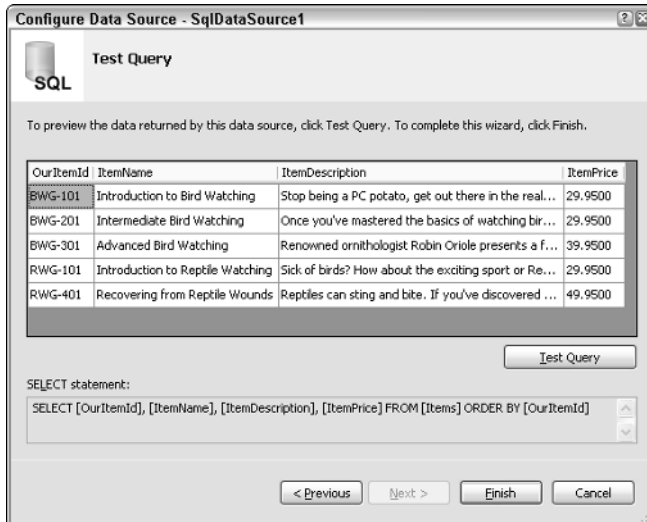 Configure Data Source - SqlDataSource1
SQL
Test Query
To preview the data returned by this data source, click Test Query. To complete this wizard, click Finish.
OurItemId ItemName ItemDescription ItemPrice
BWG-101 Introduction to Bird Watching Stop being a PC potato, get out there in the real... 29.9500
BWG-201 Intermediate Bird Watching Once you've mastered the basics of watching bir... 29.9500
BWG-301 Advanced Bird Watching Renowned ornithologist Robin Oriole presents a f... 39.9500
RWG-101 Introduction to Reptile Watching Sick of birds? How about the exciting sport or Re... 29.9500
RWG-401 Recovering from Reptile Wounds Reptiles can sting and bite. If you've discovered ... 49.9500
Test Query
SELECT statement:
SELECT [OurItemId], [ItemName], [ItemDescription], [ItemPrice] FROM [Items] ORDER BY [OurItemId]
< Previous Next > Finish Cancel